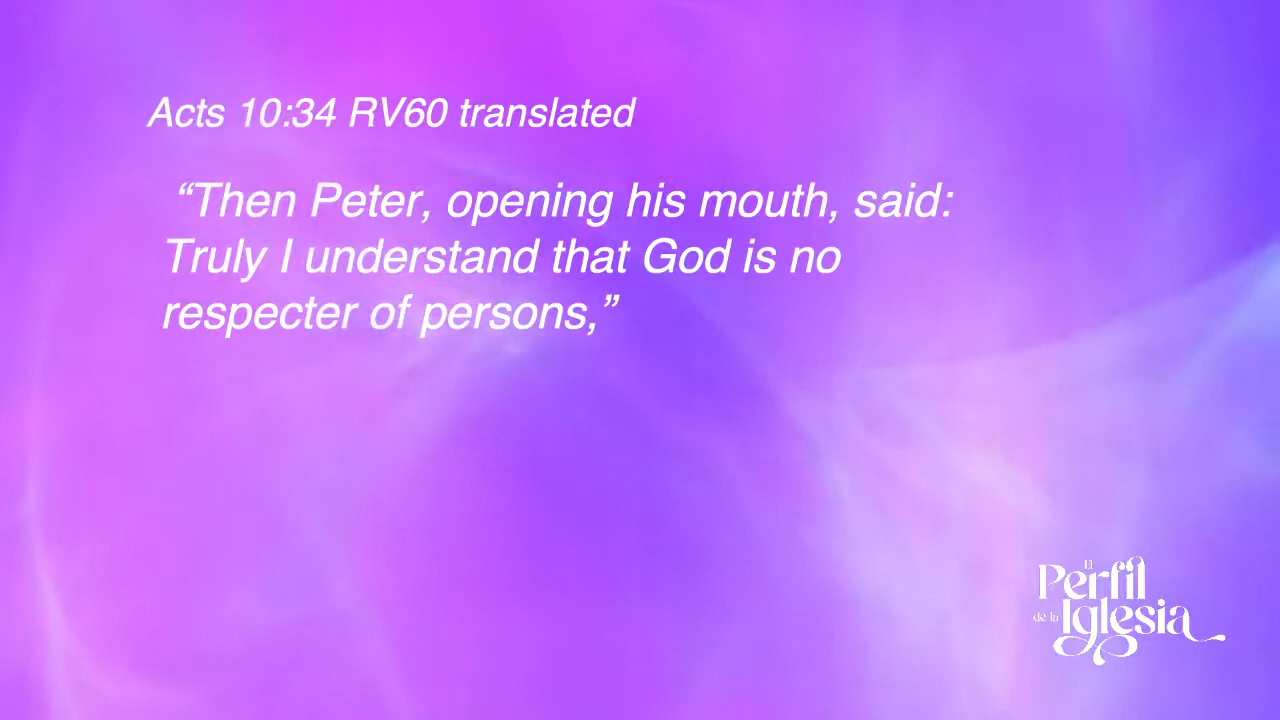 Acts 10:34 RV60 translated
“Then Peter, opening his mouth, said:
Truly I understand that God is no
respecter of persons,”
El
Perfil
de la Iglesia